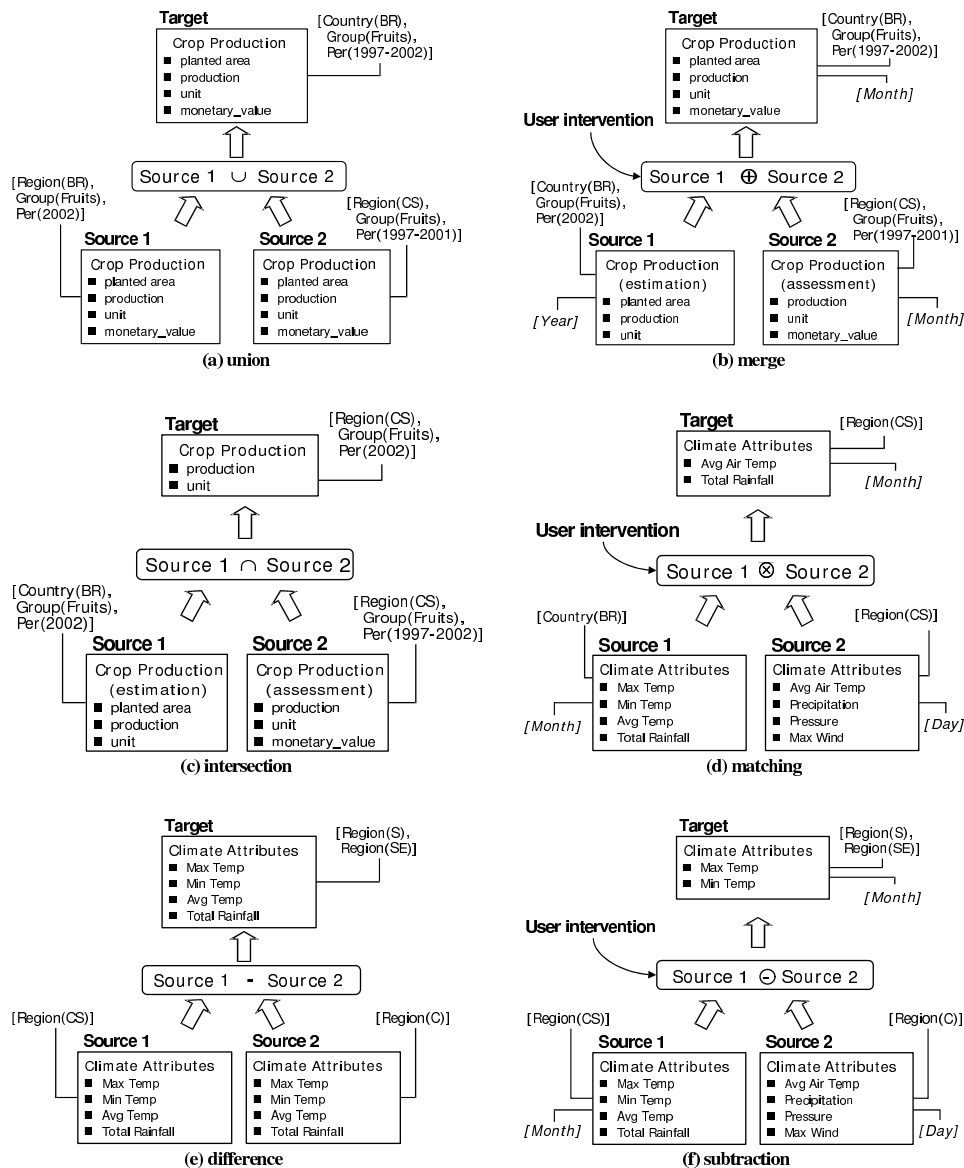 Target
Crop Production
■ planted area
■ production
■ unit
■ monetary_value
[Country(BR),
Group(Fruits),
Per(1997-2002)]
Source 1 ∪ Source 2
[Region(BR),
Group(Fruits),
Per(2002)]
[Region(CS),
Group(Fruits),
Per(1997-2001)]
Source 1
Crop Production
■ planted area
■ production
■ unit
■ monetary_value
Source 2
Crop Production
■ planted area
■ production
■ unit
■ monetary_value
(a) union
Target
Crop Production
■ planted area
■ production
■ unit
■ monetary_value
[Country(BR),
Group(Fruits),
Per(1997-2002)]
[Month]
User intervention
Source 1 ⊕ Source 2
[Country(BR),
Group(Fruits),
Per(2002)]
[Region(CS),
Group(Fruits),
Per(1997-2001)]
Source 1
Crop Production
(estimation)
■ planted area
■ production
■ unit
[Year]
Source 2
Crop Production
(assessment)
■ production
■ unit
■ monetary_value
[Month]
(b) merge
Target
Crop Production
■ production
■ unit
[Region(CS),
Group(Fruits),
Per(2002)]
Source 1 ∩ Source 2
[Country(BR),
Group(Fruits),
Per(2002)]
[Region(CS),
Group(Fruits),
Per(1997-2002)]
Source 1
Crop Production
(estimation)
■ planted area
■ production
■ unit
Source 2
Crop Production
(assessment)
■ production
■ unit
■ monetary_value
(c) intersection
Target
Climate Attributes
■ Avg Air Temp
■ Total Rainfall
[Region(CS)]
[Month]
User intervention
Source 1 ⊗ Source 2
[Country(BR)]
[Region(CS)]
Source 1
Climate Attributes
■ Max Temp
■ Min Temp
■ Avg Temp
■ Total Rainfall
[Month]
Source 2
Climate Attributes
■ Avg Air Temp
■ Precipitation
■ Pressure
■ Max Wind
[Day]
(d) matching
Target
Climate Attributes
■ Max Temp
■ Min Temp
■ Avg Temp
■ Total Rainfall
[Region(S),
Region(SE)]
Source 1 - Source 2
[Region(CS)]
[Region(C)]
Source 1
Climate Attributes
■ Max Temp
■ Min Temp
■ Avg Temp
■ Total Rainfall
Source 2
Climate Attributes
■ Max Temp
■ Min Temp
■ Avg Temp
■ Total Rainfall
(e) difference
Target
Climate Attributes
■ Max Temp
■ Min Temp
[Region(S),
Region(SE)]
[Month]
User intervention
Source 1 ⊖ Source 2
[Region(CS)]
[Region(C)]
Source 1
Climate Attributes
■ Max Temp
■ Min Temp
■ Avg Temp
■ Total Rainfall
[Month]
Source 2
Climate Attributes
■ Avg Air Temp
■ Precipitation
■ Pressure
■ Max Wind
[Day]
(f) subtraction